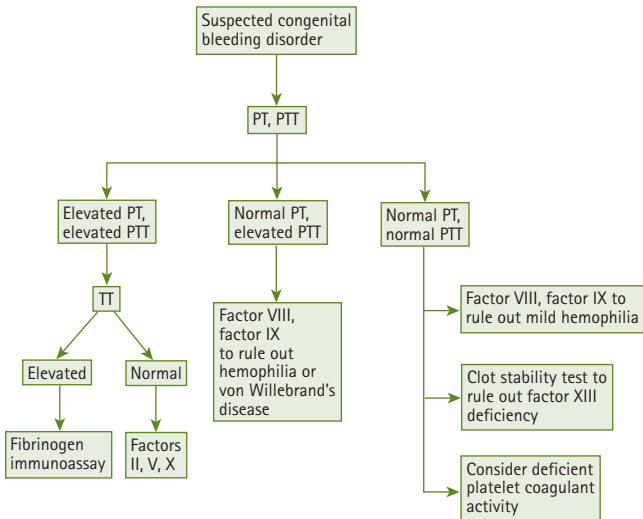 Suspected congenital
bleeding disorder
PT, PTT
Elevated PT,
elevated PTT
Normal PT,
elevated PTT
Normal PT,
normal PTT
TT
Elevated
Normal
Fibrinogen
immunoassay
Factors
II, V, X
Factor VIII,
factor IX
to rule out
hemophilia or
von Willebrand's
disease
Factor VIII, factor IX to
rule out mild hemophilia
Clot stability test to
rule out factor XIII
deficiency
Consider deficient
platelet coagulant
activity